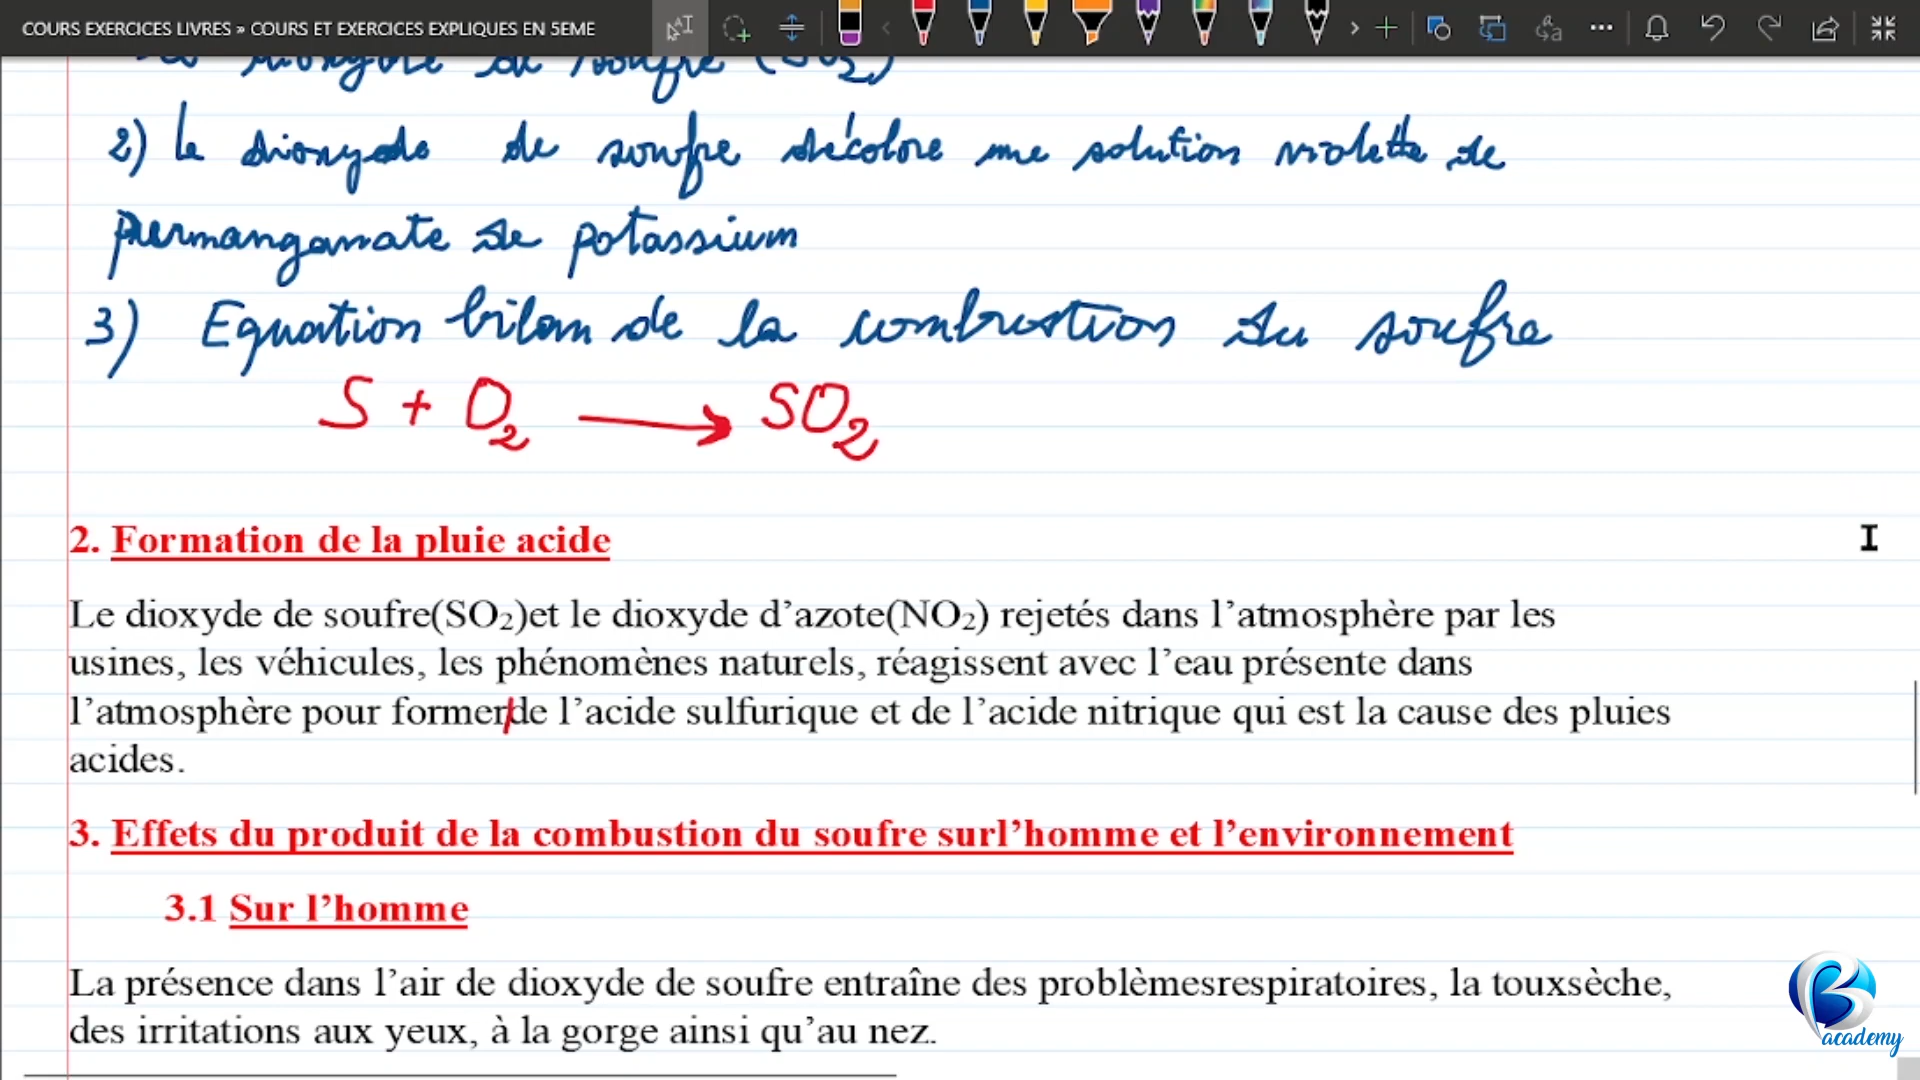 COURS EXERCICES LIVRES » COURS ET EXERCICES EXPLIQUES EN 5EME
dioxyde de soufre (SO2)
2) le dioxyde de soufre décolore une solution violette de
permanganate de potassium
3) Equation bilan de la combustion du soufre
S + O2 → SO2
2. Formation de la pluie acide
Le dioxyde de soufre(SO2)et le dioxyde d’azote(NO2) rejetés dans l’atmosphère par les
usines, les véhicules, les phénomènes naturels, réagissent avec l’eau présente dans
l’atmosphère pour former/de l’acide sulfurique et de l’acide nitrique qui est la cause des pluies
acides.
3. Effets du produit de la combustion du soufre surl’homme et l’environnement
3.1 Sur l’homme
La présence dans l’air de dioxyde de soufre entraîne des problèmesrespiratoires, la touxsèche,
des irritations aux yeux, à la gorge ainsi qu’au nez.
B academy